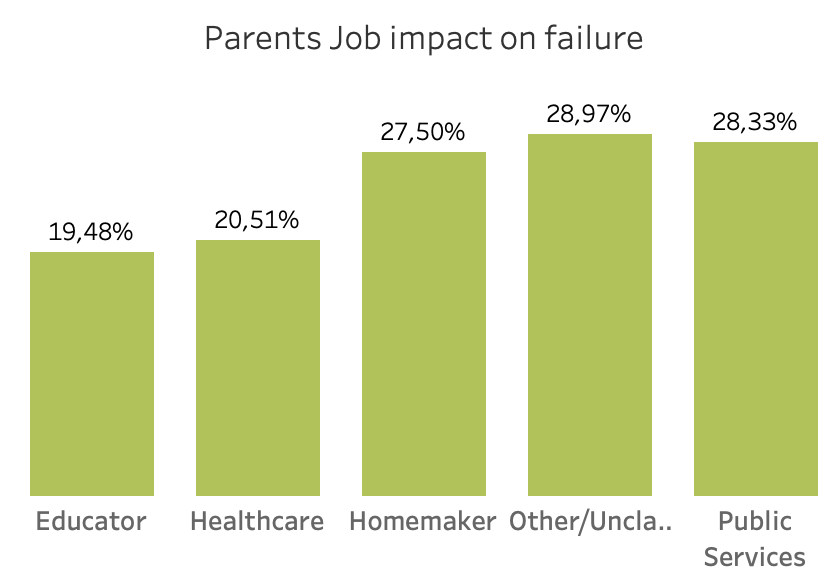 Parents Job impact on failure
28,97%
28,33%
27,50%
20,51%
19,48%
Educator Healthcare Homemaker Other/Uncla.. Public
Services